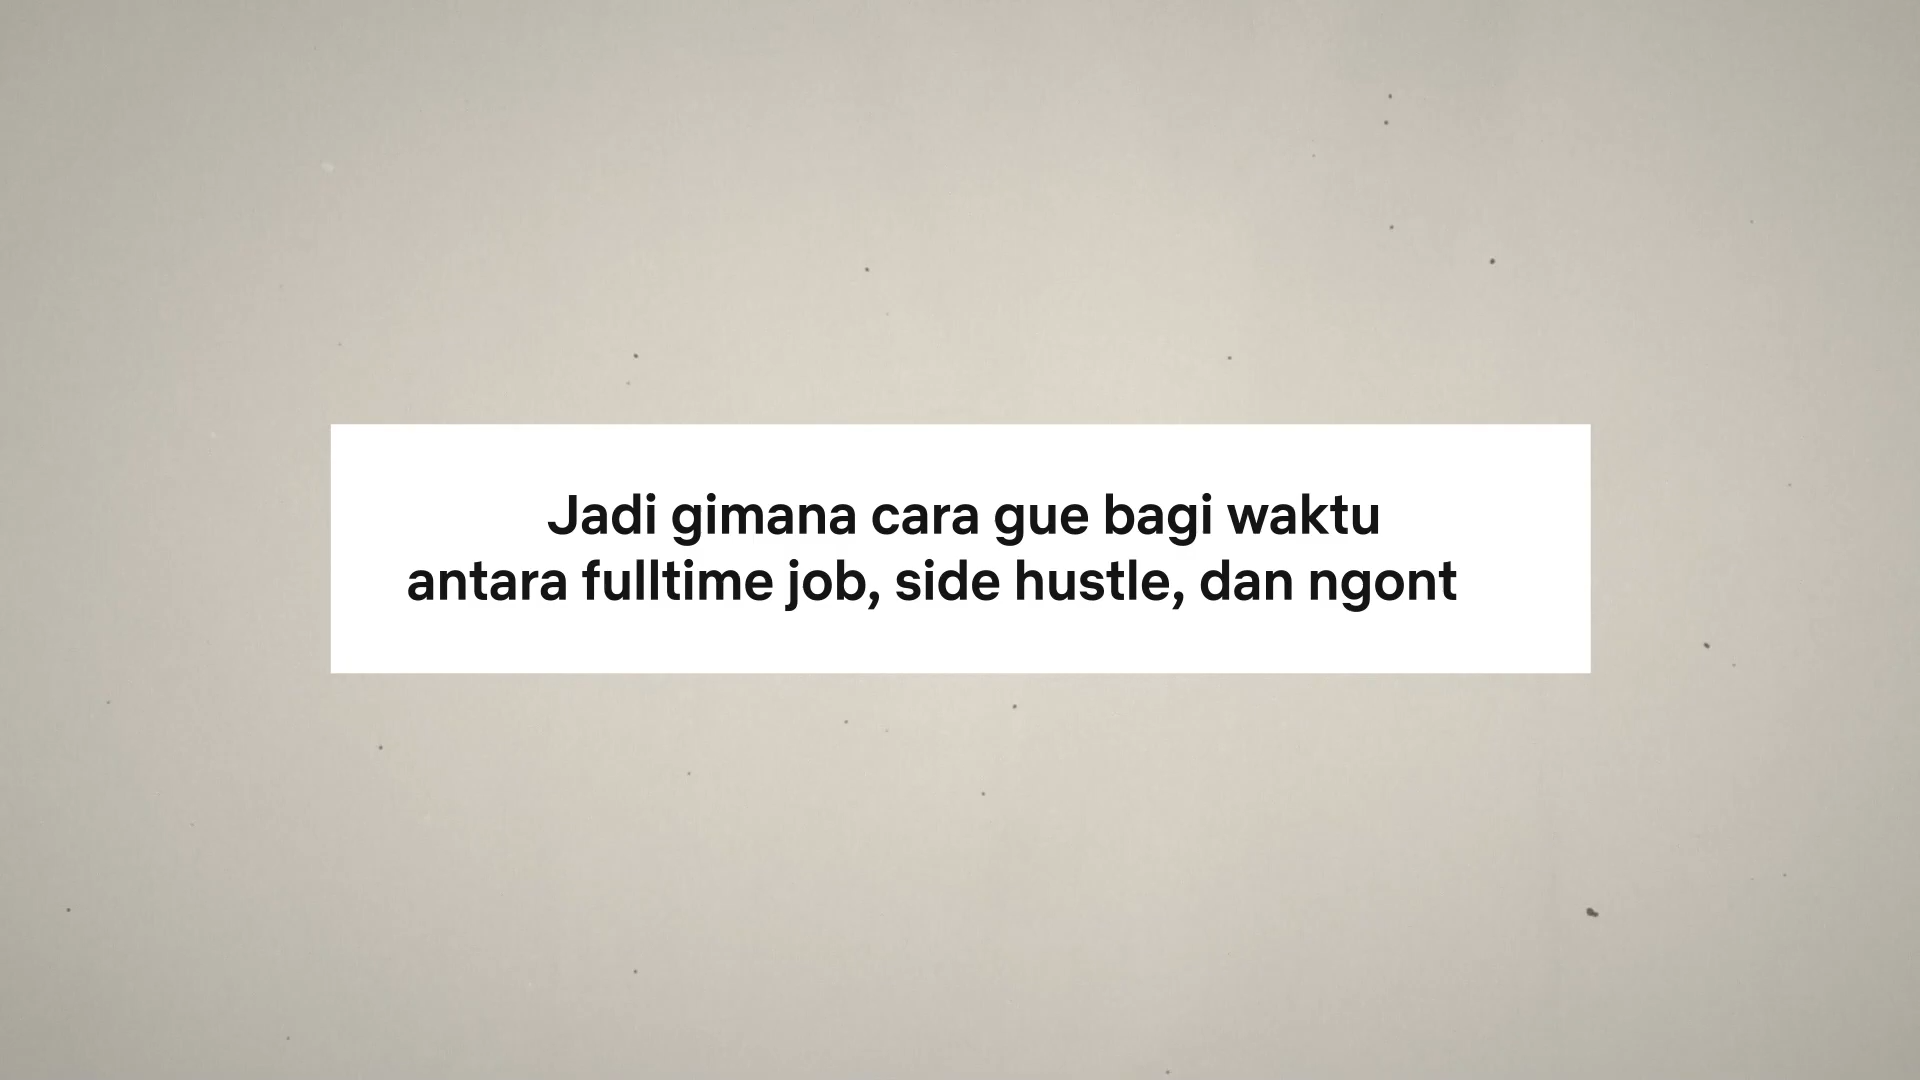 Jadi gimana cara gue bagi waktu
antara fulltime job, side hustle, dan ngont